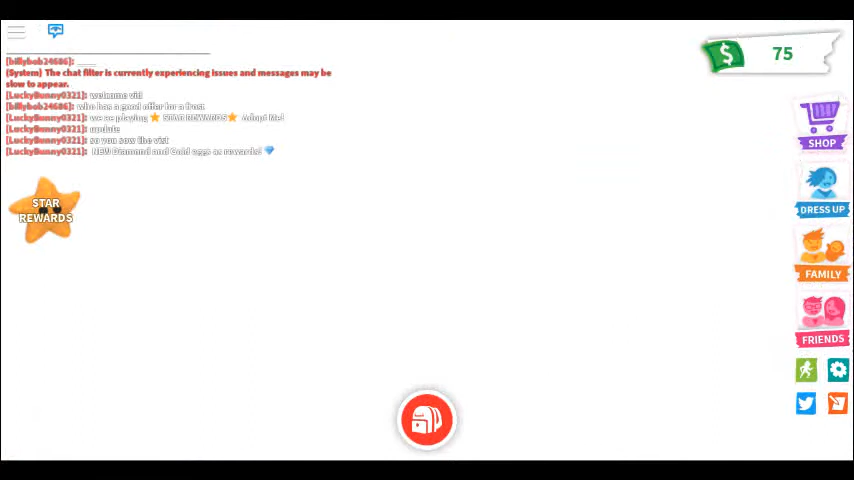 75
[billybob24686]: ____
(System) The chat filter is currently experiencing issues and messages may be
slow to appear.
[LuckyBunny0321]: welcome vid
[billybob24686]: who has a good offer for a frost
[LuckyBunny0321]: we are playing ⭐ STAR REWARDS⭐ Adopt Me!
[LuckyBunny0321]: update
[LuckyBunny0321]: so you saw the vist
[LuckyBunny0321]: NEW Diamond and Gold eggs as rewards! 💎
STAR
REWARDS
SHOP
DRESS UP
FAMILY
FRIENDS